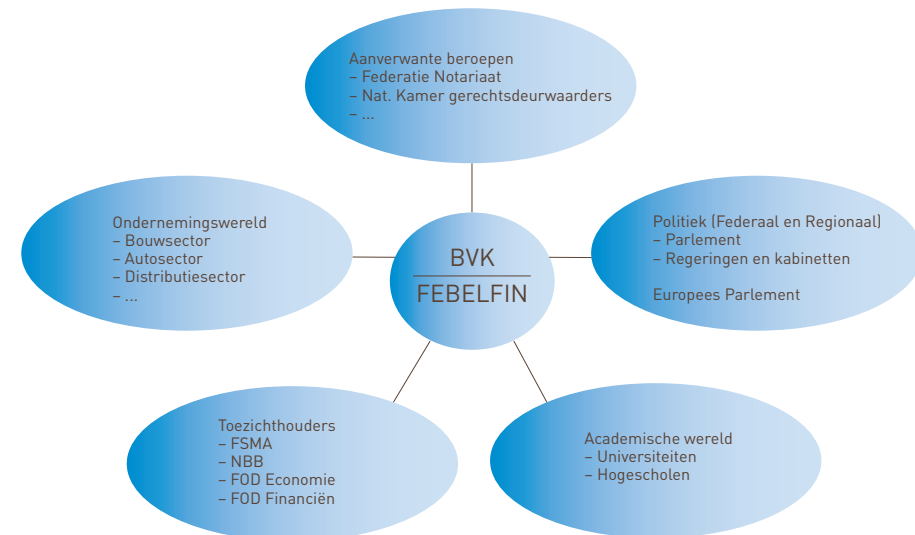 Aanverwante beroepen
– Federatie Notariaat
– Nat. Kamer gerechtsdeurwaarders
– ...
Ondernemingswereld
– Bouwsector
– Autosector
– Distributiesector
– ...
BVK
FEBELFIN
Politiek (Federaal en Regionaal)
– Parlement
– Regeringen en kabinetten
Europees Parlement
Toezichthouders
– FSMA
– NBB
– FOD Economie
– FOD Financiën
Academische wereld
– Universiteiten
– Hogescholen